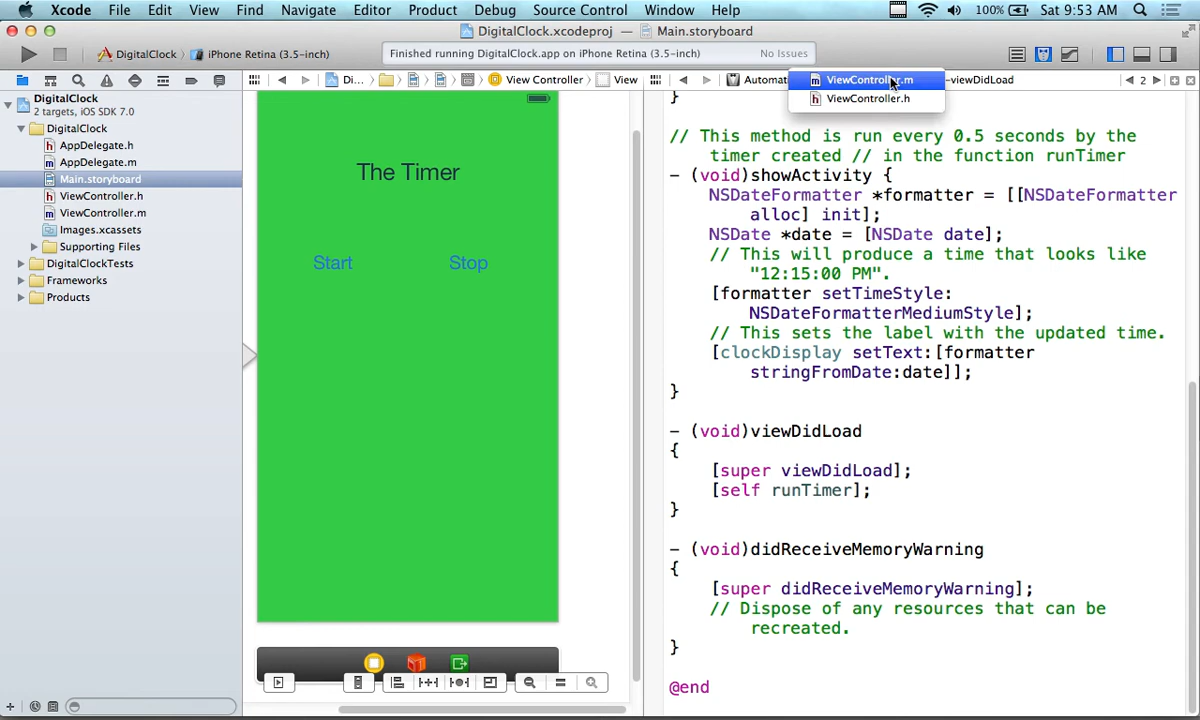 Xcode File Edit View Find Navigate Editor Product Debug Source Control Window Help 100% Sat 9:53 AM
DigitalClock.xcodeproj — Main.storyboard
DigitalClock iPhone Retina (3.5-inch) Finished running DigitalClock.app on iPhone Retina (3.5-inch) No Issues
Di... View Controller View Automat ViewController.m -viewDidLoad 2
ViewController.h
DigitalClock
2 targets, iOS SDK 7.0
DigitalClock
AppDelegate.h
AppDelegate.m
Main.storyboard
ViewController.h
ViewController.m
Images.xcassets
Supporting Files
DigitalClockTests
Frameworks
Products
The Timer
Start Stop
}
// This method is run every 0.5 seconds by the
timer created // in the function runTimer
- (void)showActivity {
NSDateFormatter *formatter = [[NSDateFormatter
alloc] init];
NSDate *date = [NSDate date];
// This will produce a time that looks like
"12:15:00 PM".
[formatter setTimeStyle:
NSDateFormatterMediumStyle];
// This sets the label with the updated time.
[clockDisplay setText:[formatter
stringFromDate:date]];
}
- (void)viewDidLoad
{
[super viewDidLoad];
[self runTimer];
}
- (void)didReceiveMemoryWarning
{
[super didReceiveMemoryWarning];
// Dispose of any resources that can be
recreated.
}
@end